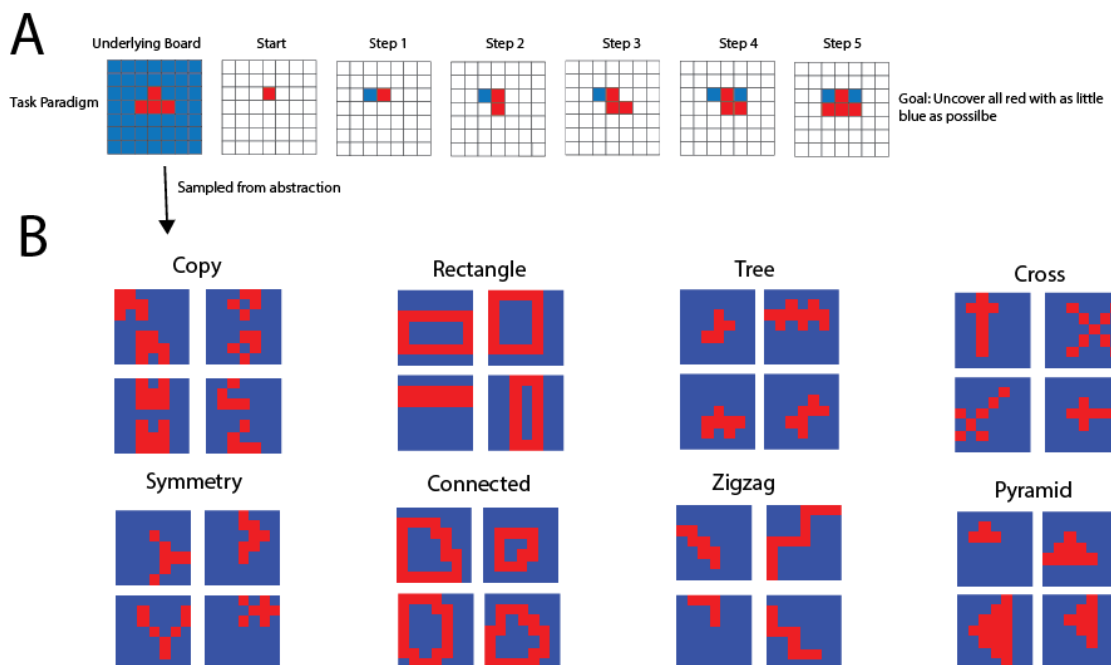 A
Underlying Board
Start
Step 1
Step 2
Step 3
Step 4
Step 5
Task Paradigm
Goal: Uncover all red with as little
blue as possilbe
Sampled from abstraction
B
Copy
Rectangle
Tree
Cross
Symmetry
Connected
Zigzag
Pyramid